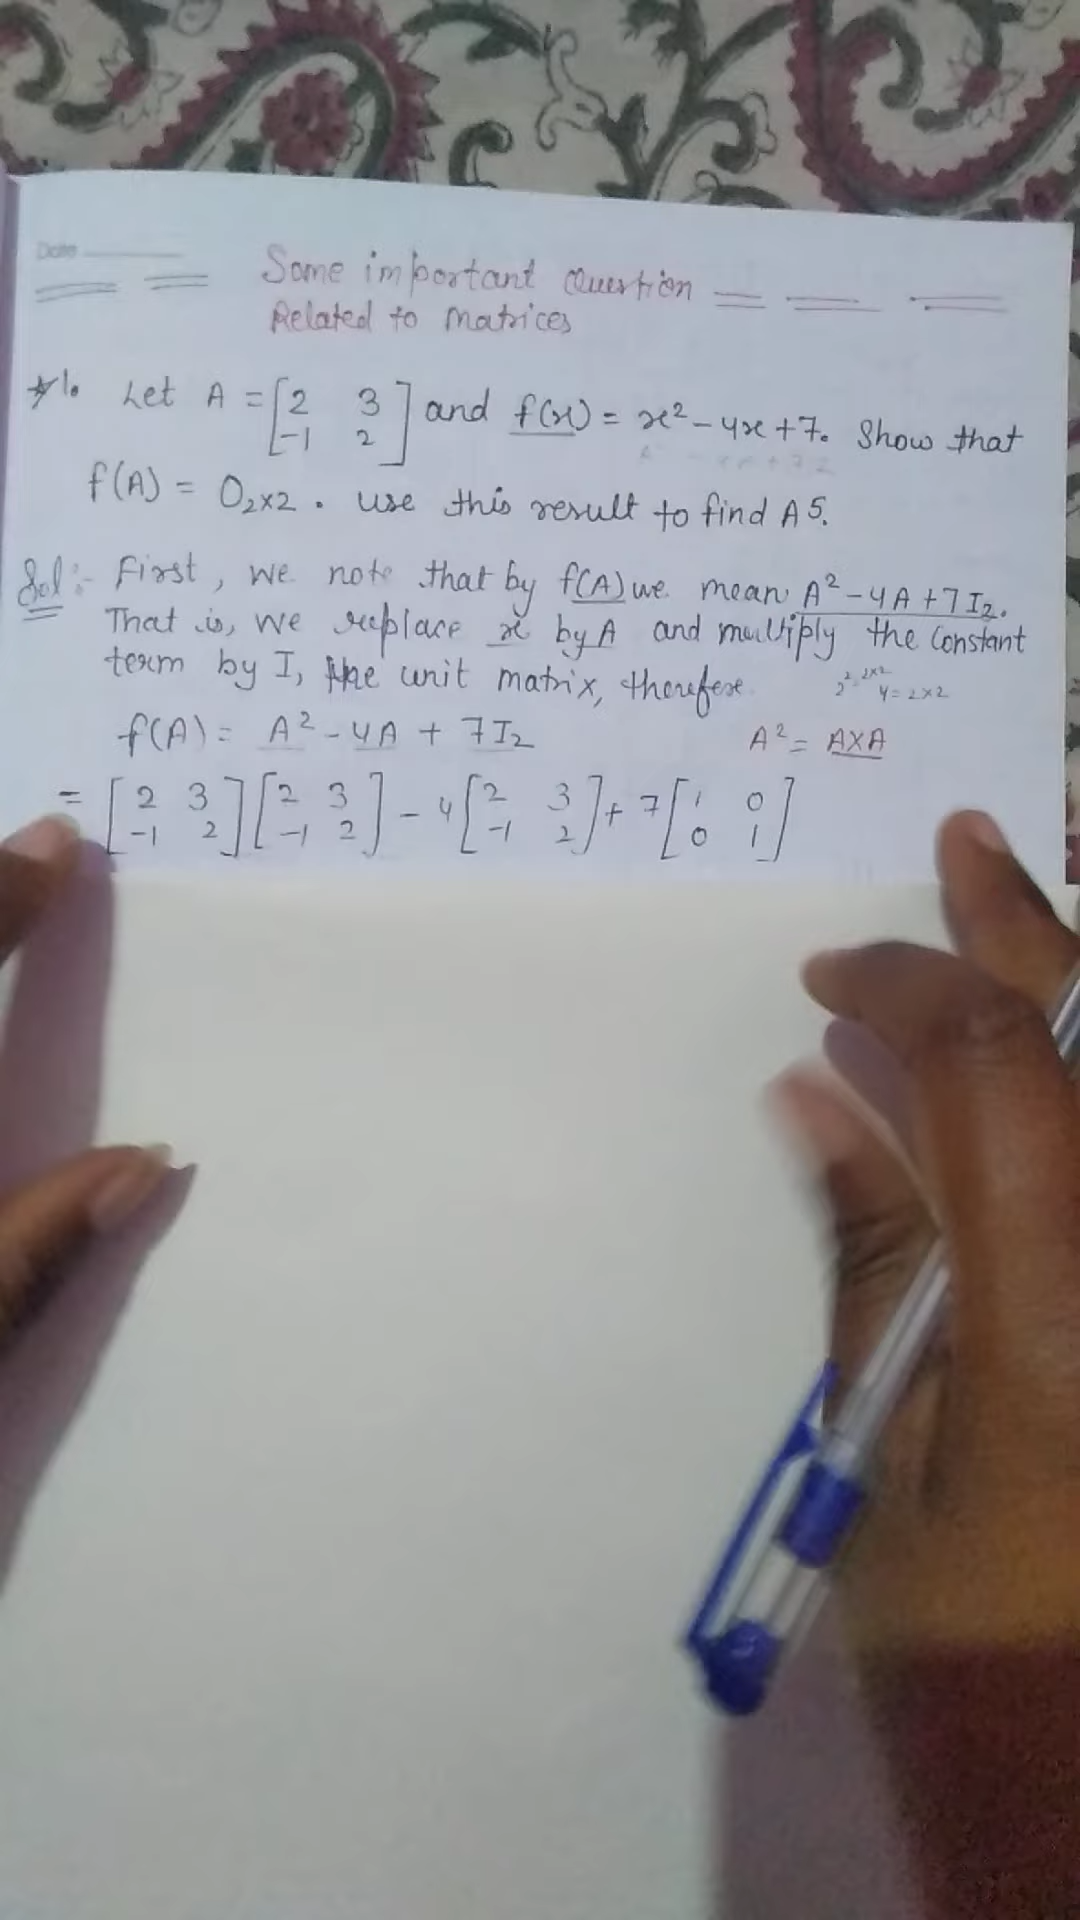 Date
Some important Question
Related to Matrices
1. Let A = [2 3 -1 2] and f(x) = x² - 4x + 7. Show that
f(A) = O₂ₓ₂. Use this result to find A5.
Sol:- First, we note that by f(A) we mean A² - 4A + 7I₂.
That is, we replace x by A and multiply the constant
term by I, the unit matrix, therefore
2² 2x2
4 = 2x2
f(A) = A² - 4A + 7I₂
A² = AXA
= [2 3 -1 2] [2 3 -1 2] - 4 [2 3 -1 2] + 7 [1 0 0 1]